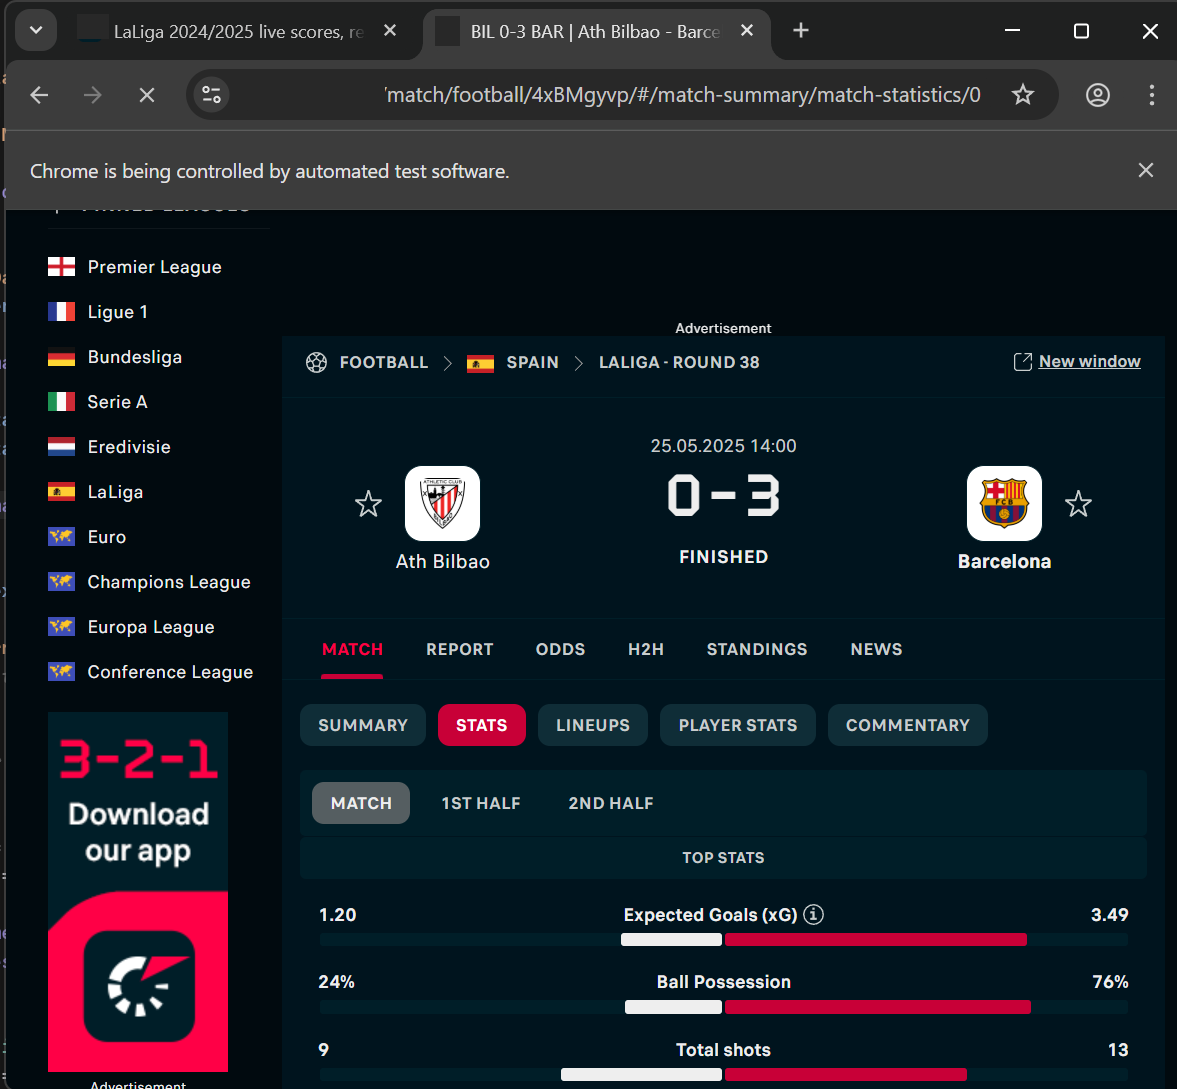 LaLiga 2024/2025 live scores, re
BIL 0-3 BAR | Ath Bilbao - Barce
'match/football/4xBMgyvp/#/match-summary/match-statistics/0
Chrome is being controlled by automated test software.
Premier League
Ligue 1
Bundesliga
Serie A
Eredivisie
LaLiga
Euro
Champions League
Europa League
Conference League
3-2-1
Download
our app
Advertisement
Advertisement
FOOTBALL > SPAIN > LALIGA - ROUND 38
New window
25.05.2025 14:00
0-3
FINISHED
ATHLETIC CLUB
Ath Bilbao
FCB
Barcelona
MATCH REPORT ODDS H2H STANDINGS NEWS
SUMMARY STATS LINEUPS PLAYER STATS COMMENTARY
MATCH 1ST HALF 2ND HALF
TOP STATS
1.20 Expected Goals (xG) i 3.49
24% Ball Possession 76%
9 Total shots 13